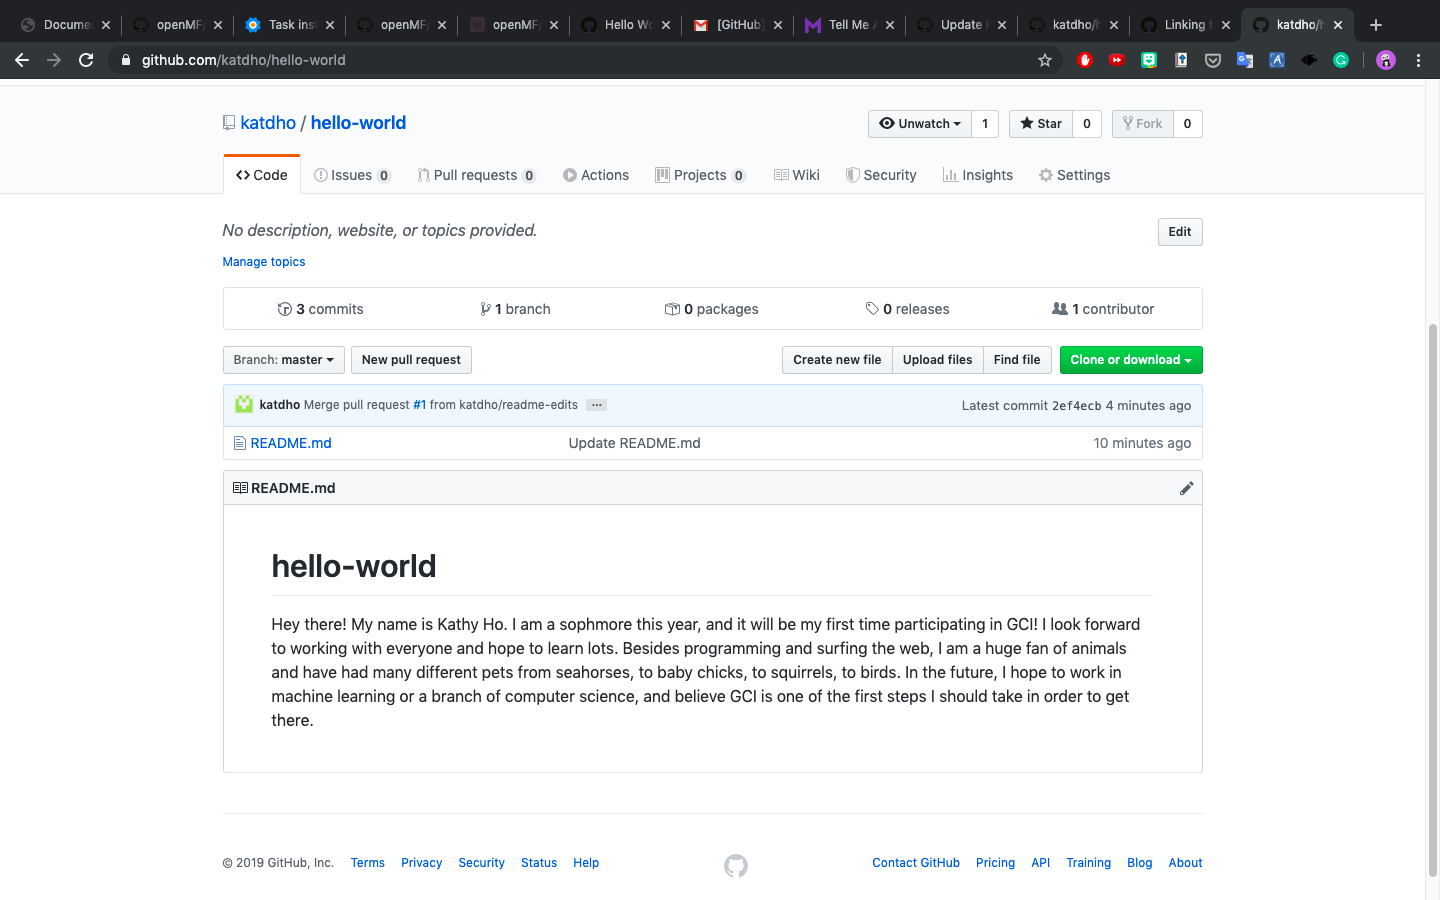 Docume
openMF
Task ins
openMF
openMF
Hello Wo
[GitHub]
Tell Me A
Update
katdho/h
Linking t
katdho/h
github.com/katdho/hello-world
katdho / hello-world
Unwatch 1
Star 0
Fork 0
Code
Issues 0
Pull requests 0
Actions
Projects 0
Wiki
Security
Insights
Settings
No description, website, or topics provided.
Edit
Manage topics
3 commits
1 branch
0 packages
0 releases
1 contributor
Branch: master
New pull request
Create new file
Upload files
Find file
Clone or download
katdho Merge pull request #1 from katdho/readme-edits ...
Latest commit 2ef4ecb 4 minutes ago
README.md
Update README.md
10 minutes ago
README.md
hello-world
Hey there! My name is Kathy Ho. I am a sophmore this year, and it will be my first time participating in GCI! I look forward
to working with everyone and hope to learn lots. Besides programming and surfing the web, I am a huge fan of animals
and have had many different pets from seahorses, to baby chicks, to squirrels, to birds. In the future, I hope to work in
machine learning or a branch of computer science, and believe GCI is one of the first steps I should take in order to get
there.
© 2019 GitHub, Inc.
Terms
Privacy
Security
Status
Help
Contact GitHub
Pricing
API
Training
Blog
About